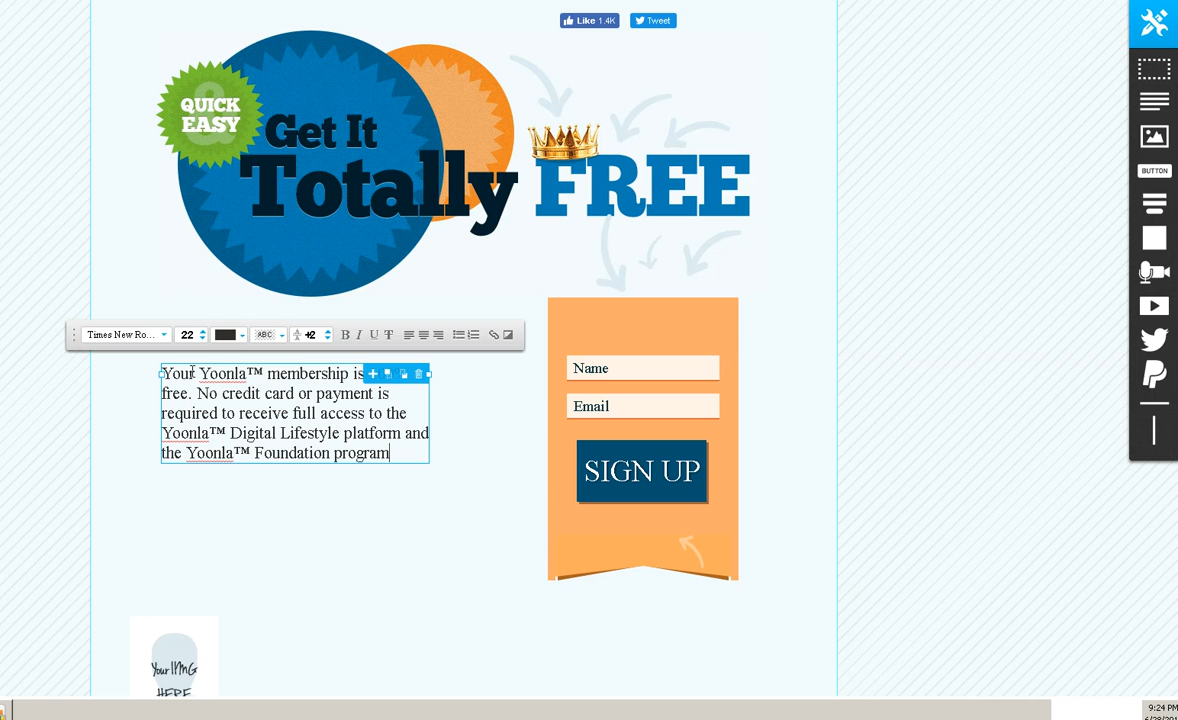 Like 1.4K
Tweet
QUICK
&
EASY
Get It
Totally FREE
BUTTON
Times New Ro...
22
ABC
+2
B I U T
Your Yoonla™ membership is
free. No credit card or payment is
required to receive full access to the
Yoonla™ Digital Lifestyle platform and
the Yoonla™ Foundation program
Name
Email
SIGN UP
Your IMG
HERE
9:24 PM